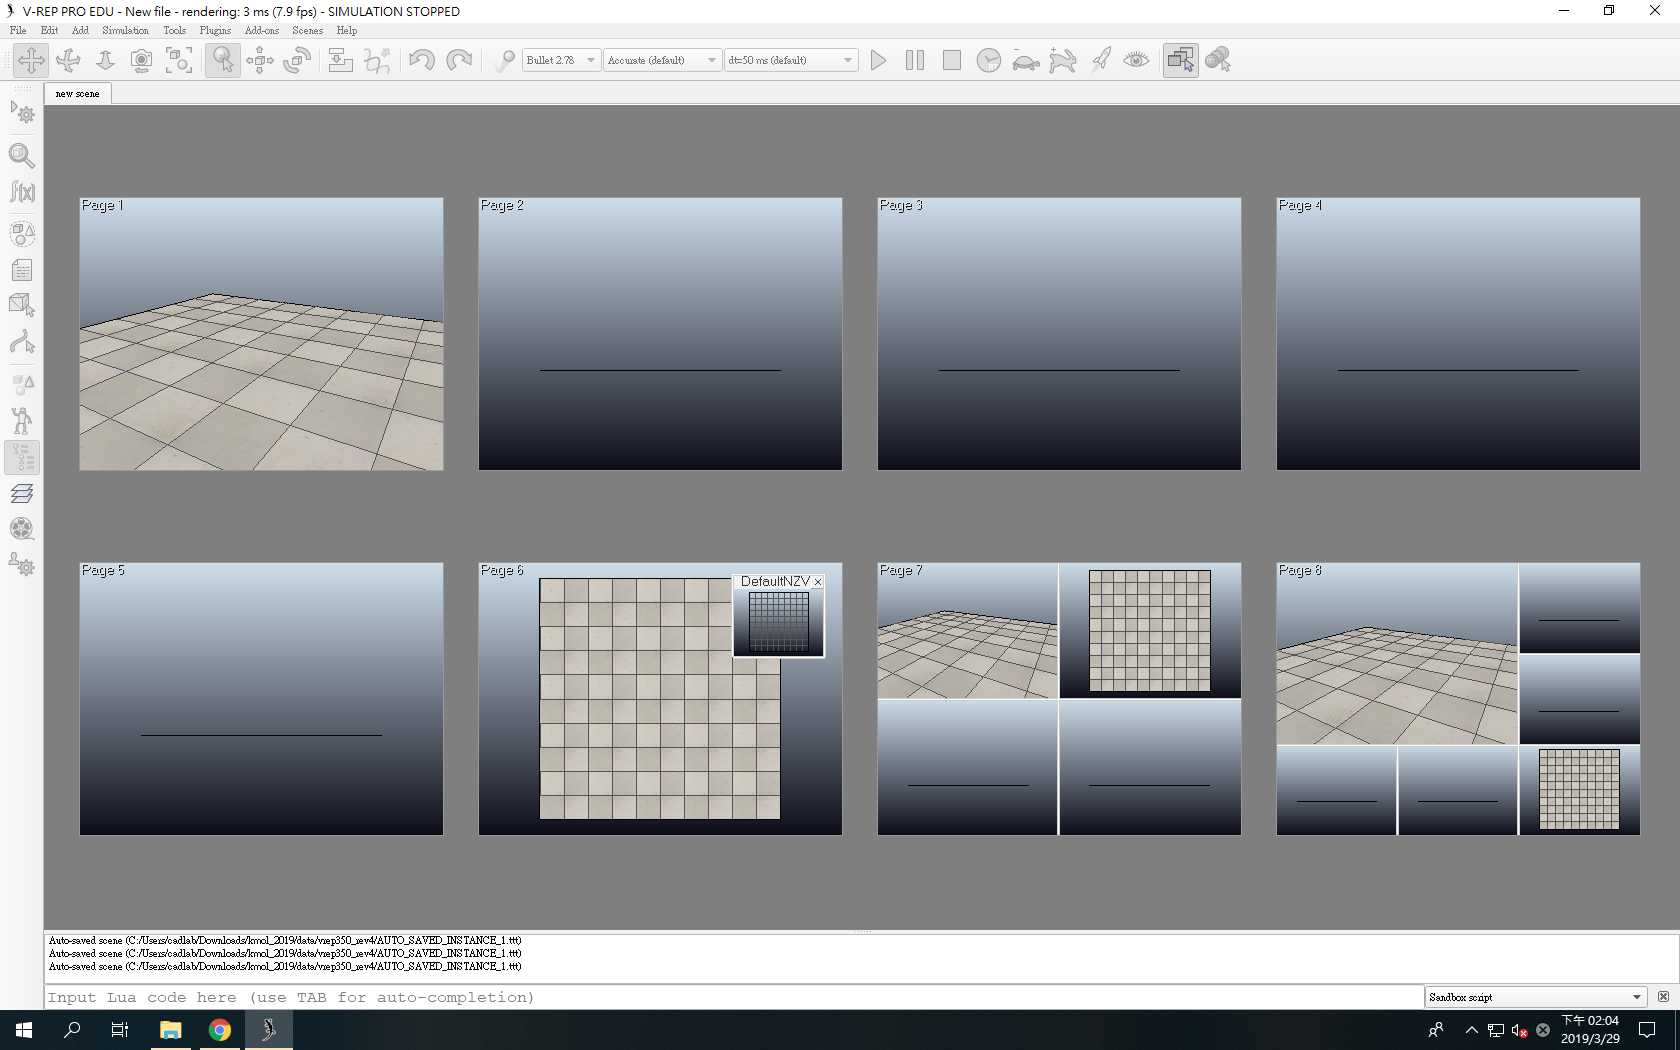 V-REP PRO EDU - New file - rendering: 3 ms (7.9 fps) - SIMULATION STOPPED
File Edit Add Simulation Tools Plugins Add-ons Scenes Help
Bullet 2.78 Accurate (default) dt=50 ms (default)
new scene
Page 1 Page 2 Page 3 Page 4
Page 5 Page 6 Page 7 Page 8
DefaultNZV
Auto-saved scene (C:/Users/cadlab/Downloads/kmol_2019/data/vrep350_rev4/AUTO_SAVED_INSTANCE_1.ttt)
Auto-saved scene (C:/Users/cadlab/Downloads/kmol_2019/data/vrep350_rev4/AUTO_SAVED_INSTANCE_1.ttt)
Auto-saved scene (C:/Users/cadlab/Downloads/kmol_2019/data/vrep350_rev4/AUTO_SAVED_INSTANCE_1.ttt)
Input Lua code here (use TAB for auto-completion)
Sandbox script
下午 02:04
2019/3/29